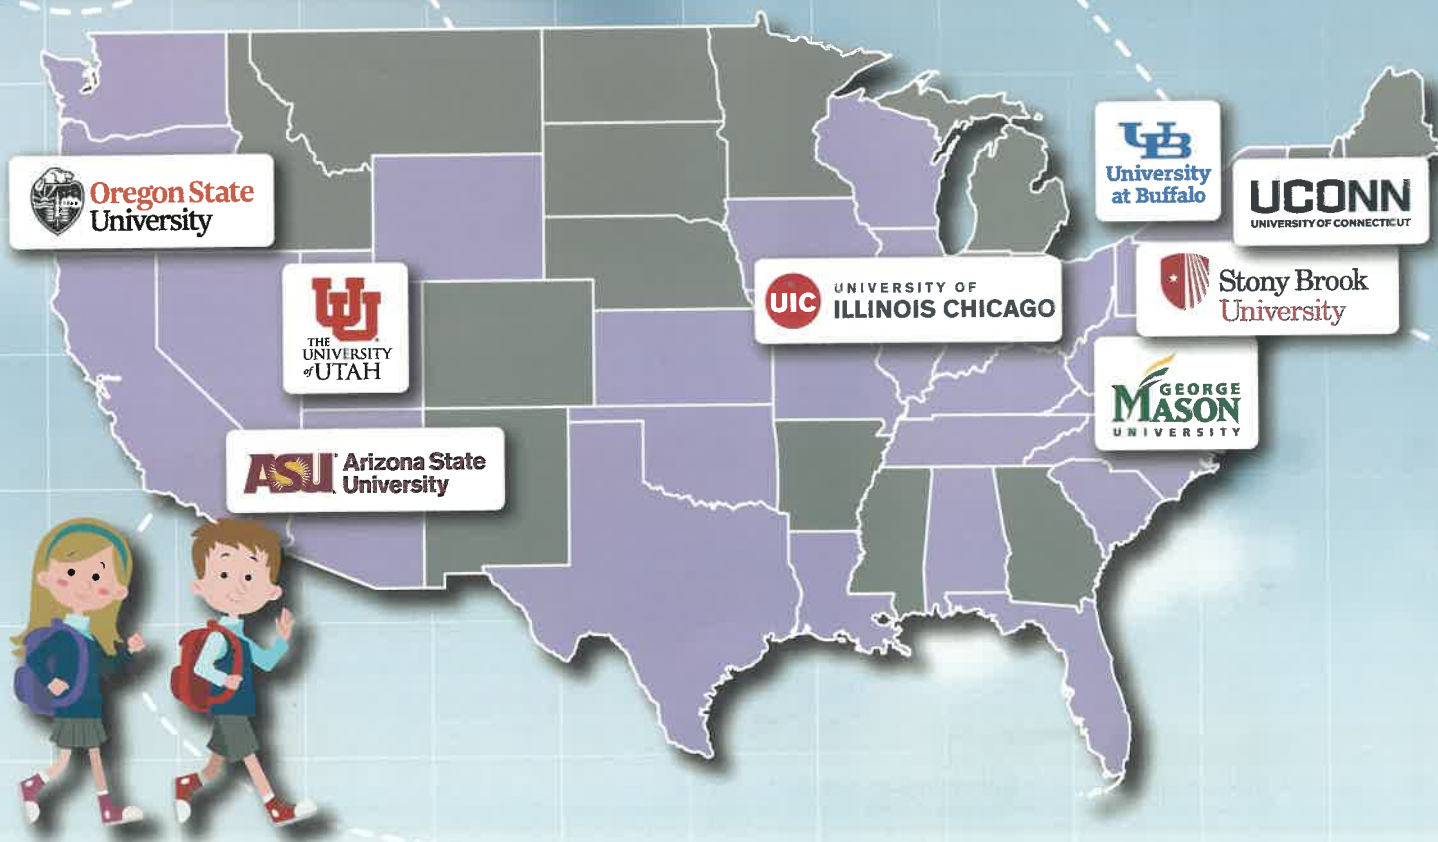 Oregon State
University
UU
THE
UNIVERSITY
of UTAH
ASU Arizona State
University
UIC UNIVERSITY OF
ILLINOIS CHICAGO
UB
University
at Buffalo
UCONN
UNIVERSITY OF CONNECTICUT
Stony Brook
University
GEORGE
MASON
UNIVERSITY